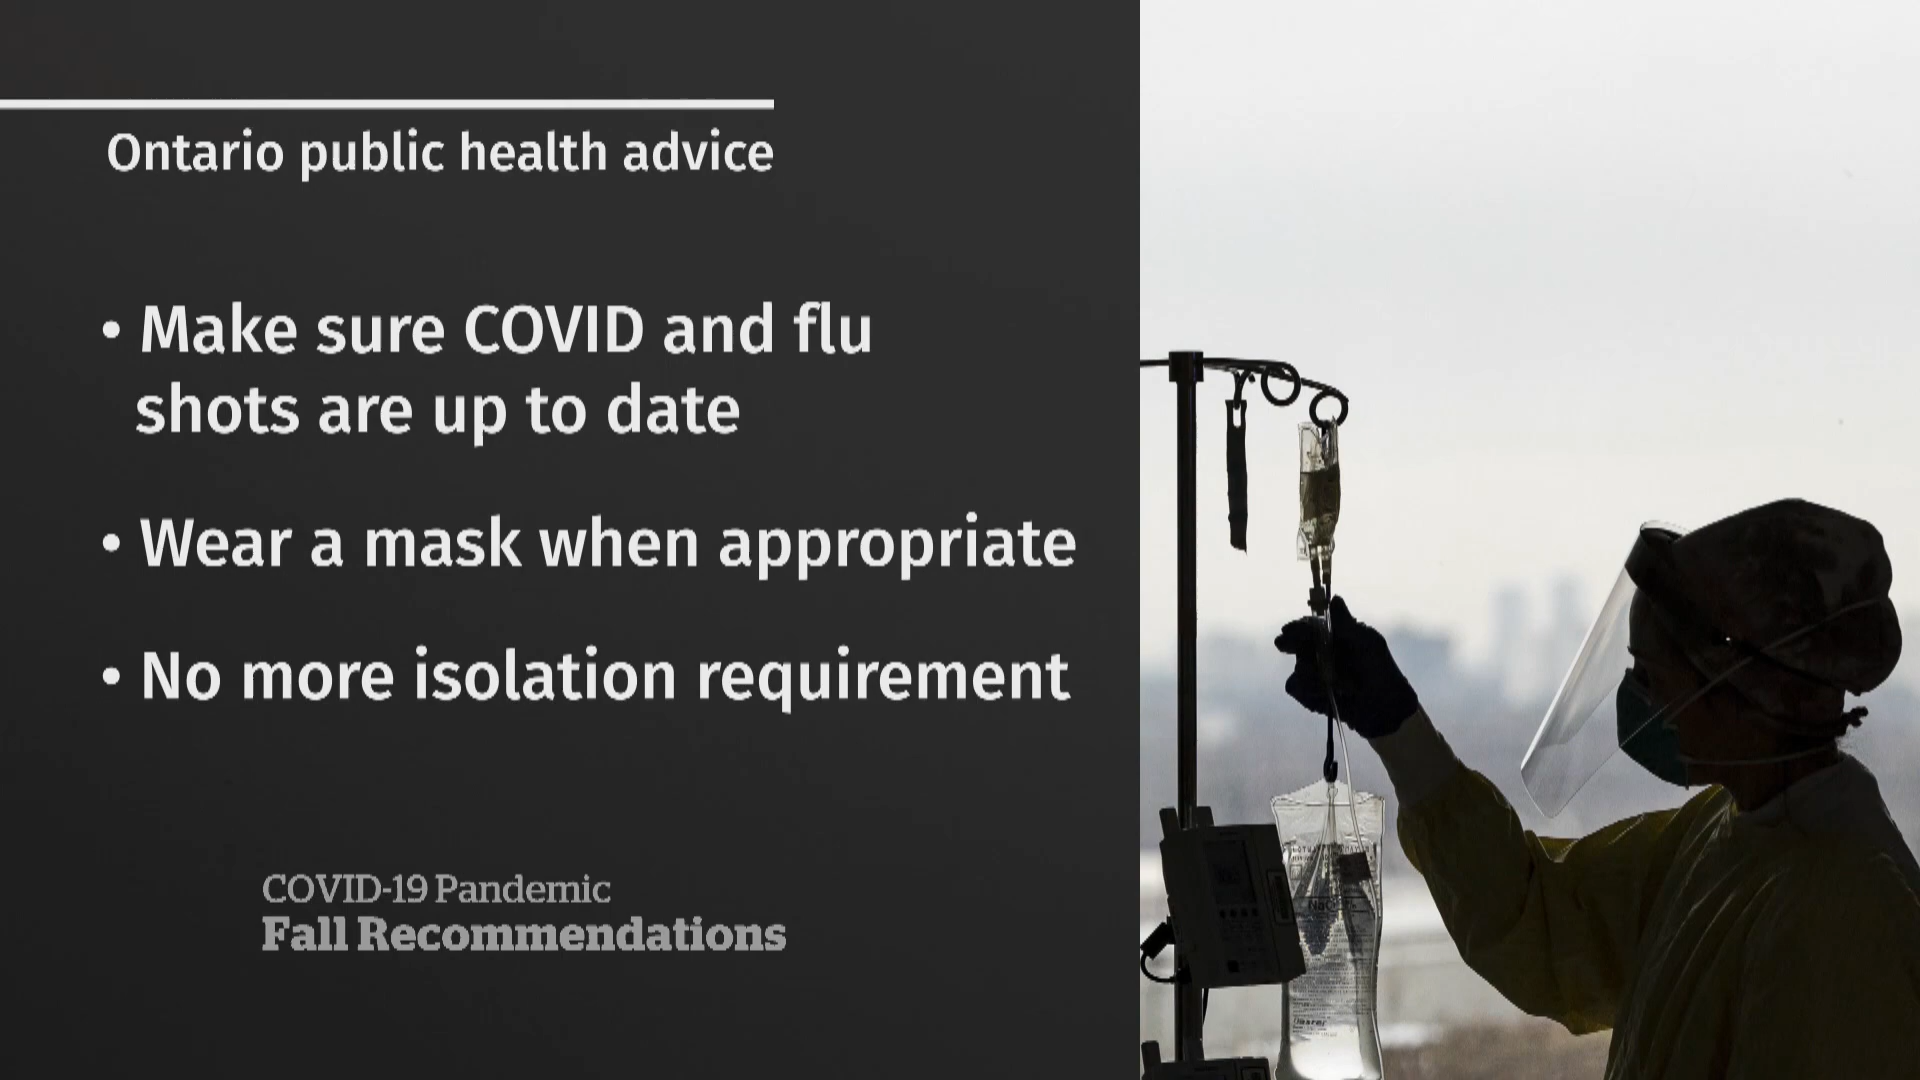 Ontario public health advice
• Make sure COVID and flu
shots are up to date
• Wear a mask when appropriate
• No more isolation requirement
COVID-19 Pandemic
Fall Recommendations